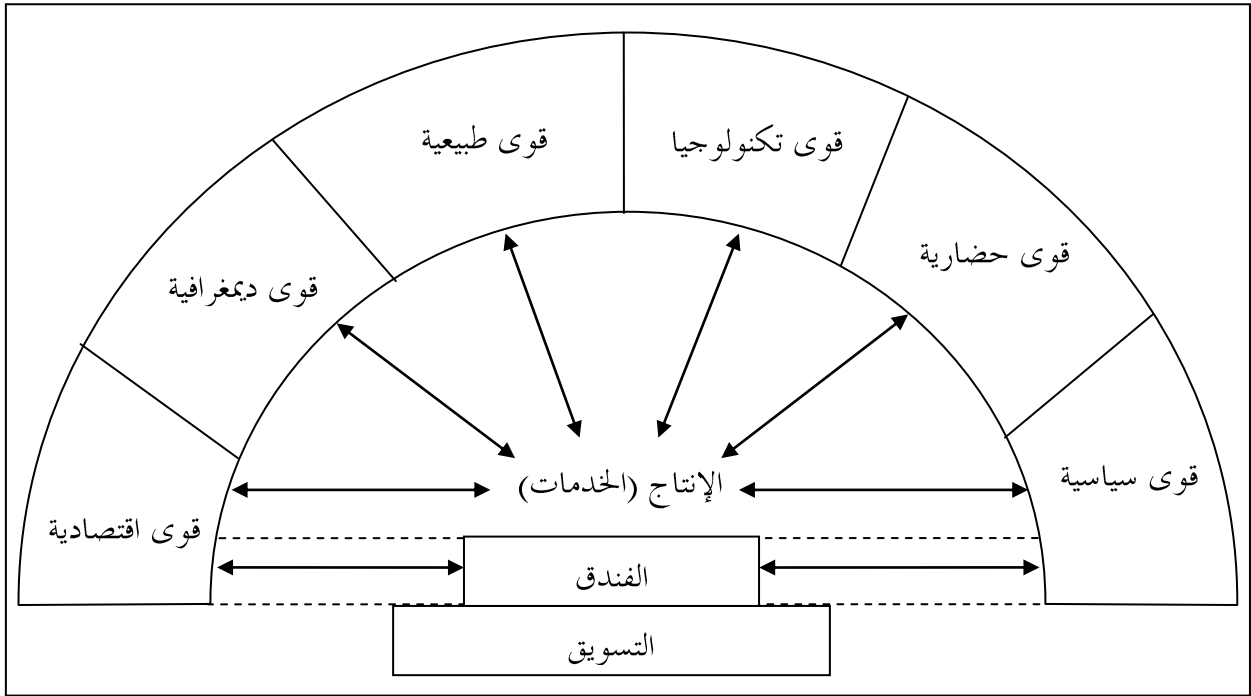 قوى تكنولوجيا
قوى طبيعية
قوى حضارية
قوى ديمغرافية
قوى سياسية
الإنتاج (الخدمات)
قوى اقتصادية
الفندق
التسويق